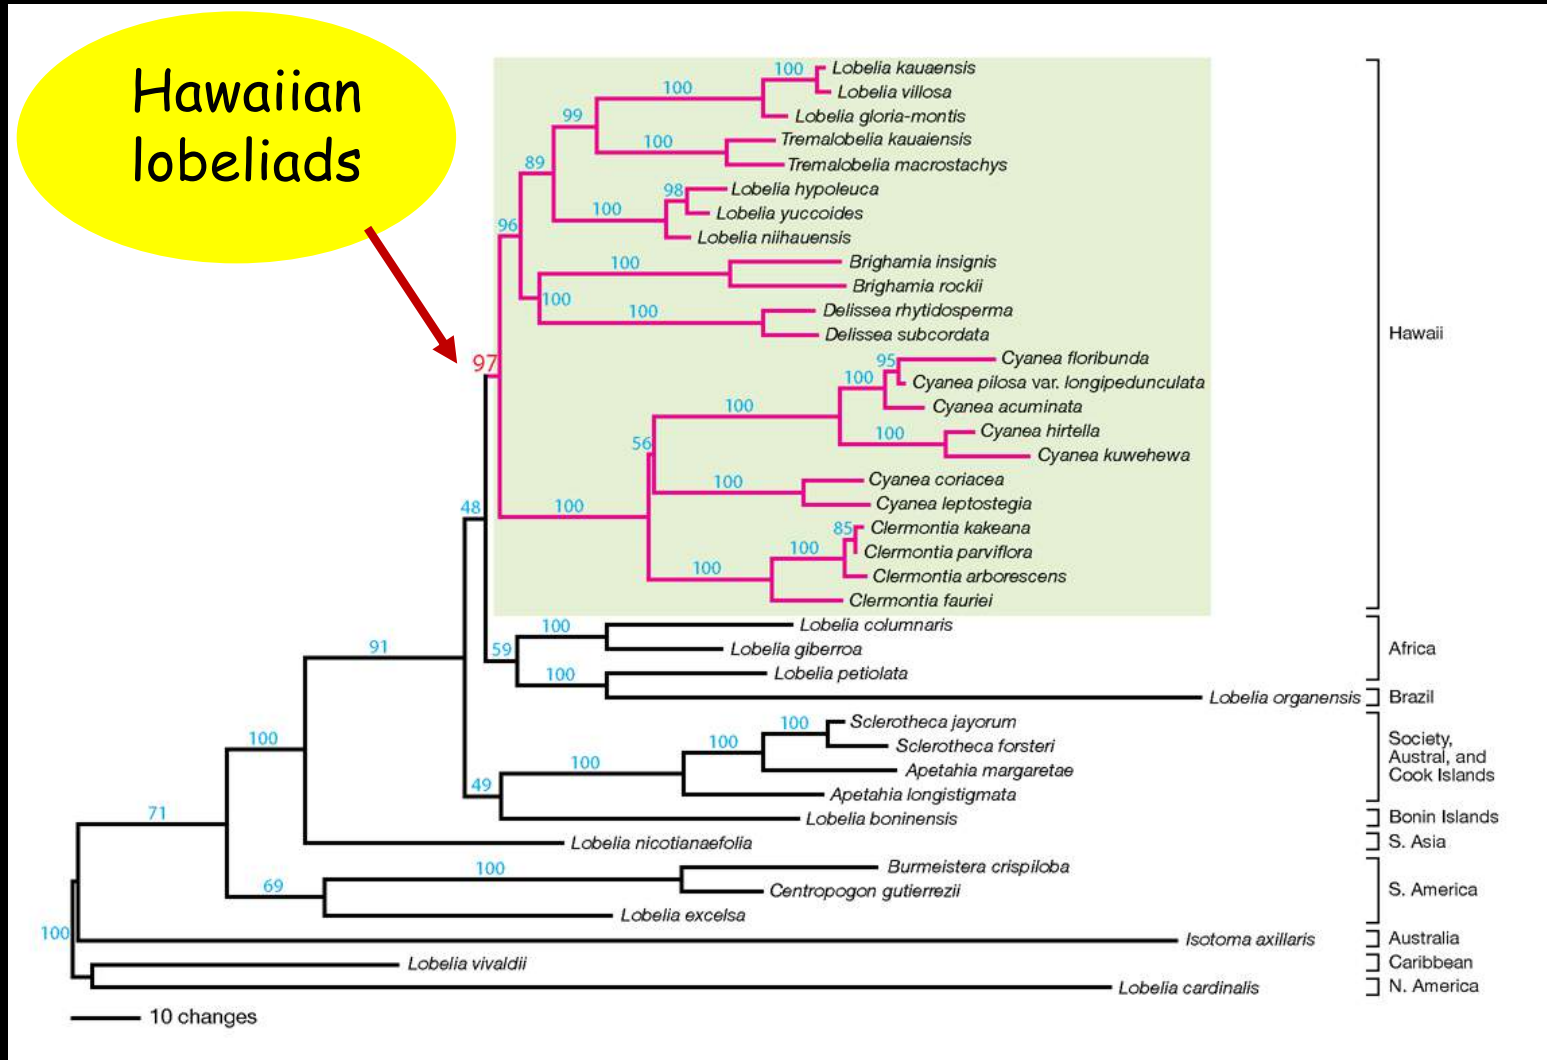 Hawaiian
lobeliads
100
Lobelia kauaensis
Lobelia villosa
100
Lobelia gloria-montis
99
Tremalobelia kauaiensis
100
Tremalobelia macrostachys
89
98
Lobelia hypoleuca
Lobelia yuccoides
100
Lobelia niihauensis
96
Brighamia insignis
100
Brighamia rockii
100
Delissea rhytidosperma
100
Delissea subcordata
Hawaii
97
95
Cyanea floribunda
100
Cyanea pilosa var. longipedunculata
100
Cyanea acuminata
Cyanea hirtella
100
56
Cyanea kuwehewa
Cyanea coriacea
100
Cyanea leptostegia
48
100
85
Clermontia kakeana
100
Clermontia parviflora
100
Clermontia arborescens
Clermontia fauriei
100
Lobelia columnaris
91
59
Lobelia giberroa
Africa
100
Lobelia petiolata
Lobelia organensis
Brazil
100
Sclerotheca jayorum
100
Sclerotheca forsteri
Society,
Austral, and
Cook Islands
100
100
Apetahia margaretae
49
Apetahia longistigmata
71
Lobelia boninensis
Bonin Islands
Lobelia nicotianaefolia
S. Asia
100
Burmeistera crispiloba
69
Centropogon gutierrezii
S. America
Lobelia excelsa
100
Isotoma axillaris
Australia
Lobelia vivaldii
Caribbean
Lobelia cardinalis
N. America
10 changes